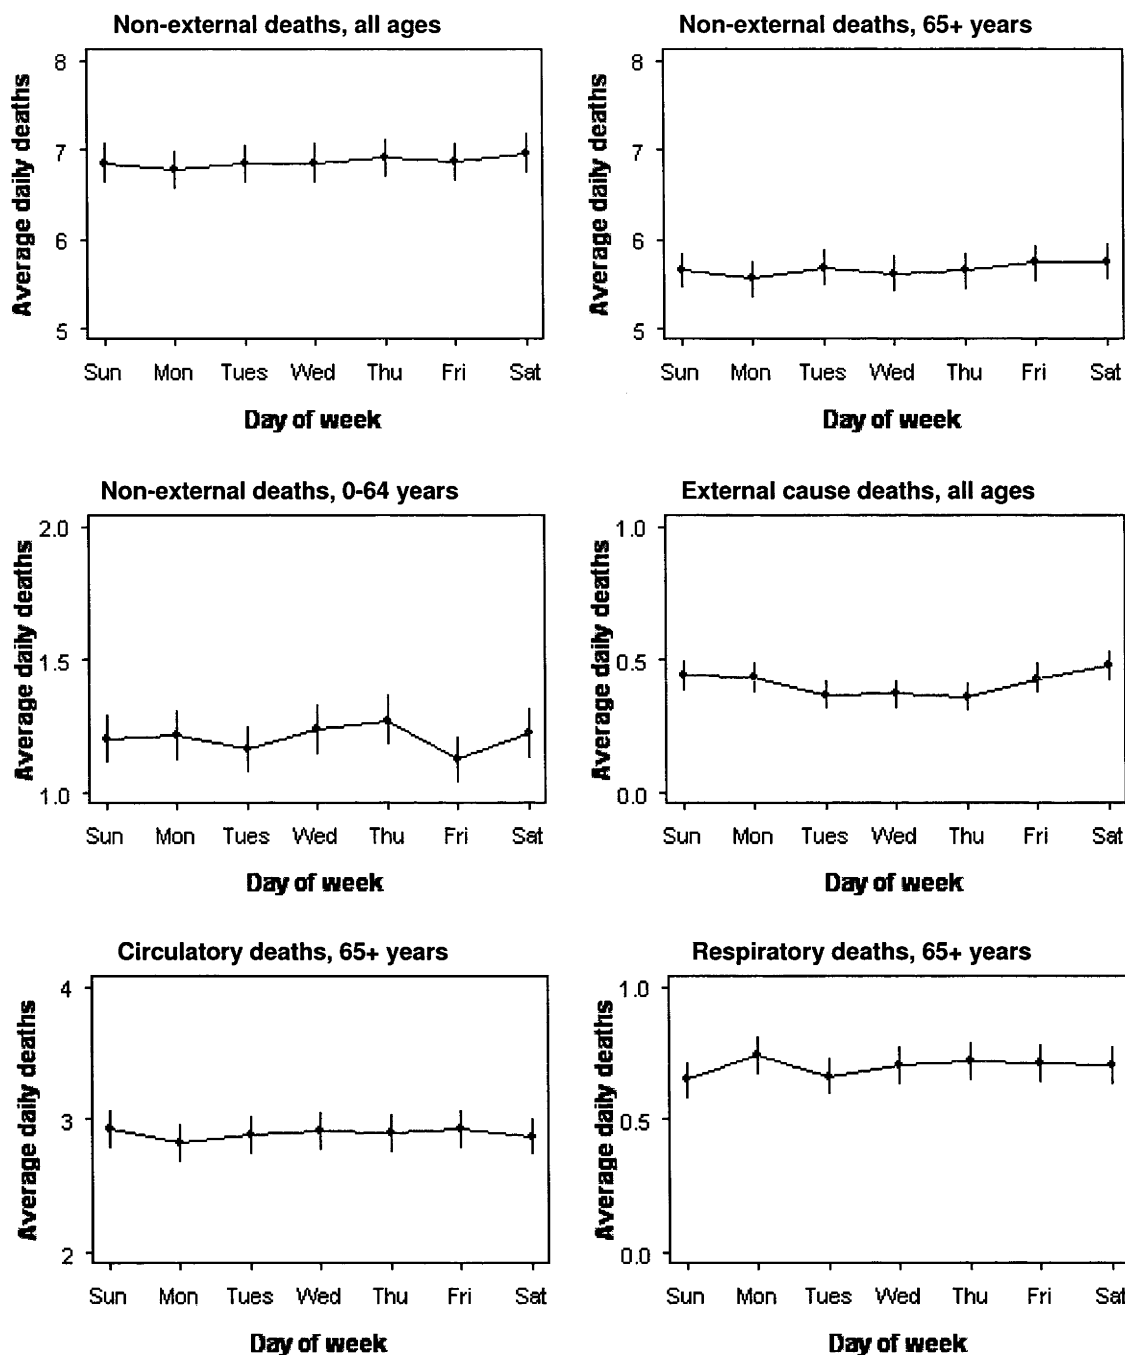 Non-external deaths, all ages
Average daily deaths
8
7
6
5
Sun Mon Tues Wed Thu Fri Sat
Day of week
Non-external deaths, 65+ years
Average daily deaths
8
7
6
5
Sun Mon Tues Wed Thu Fri Sat
Day of week
Non-external deaths, 0-64 years
Average daily deaths
2.0
1.5
1.0
Sun Mon Tues Wed Thu Fri Sat
Day of week
External cause deaths, all ages
Average daily deaths
1.0
0.5
0.0
Sun Mon Tues Wed Thu Fri Sat
Day of week
Circulatory deaths, 65+ years
Average daily deaths
4
3
2
Sun Mon Tues Wed Thu Fri Sat
Day of week
Respiratory deaths, 65+ years
Average daily deaths
1.0
0.5
0.0
Sun Mon Tues Wed Thu Fri Sat
Day of week